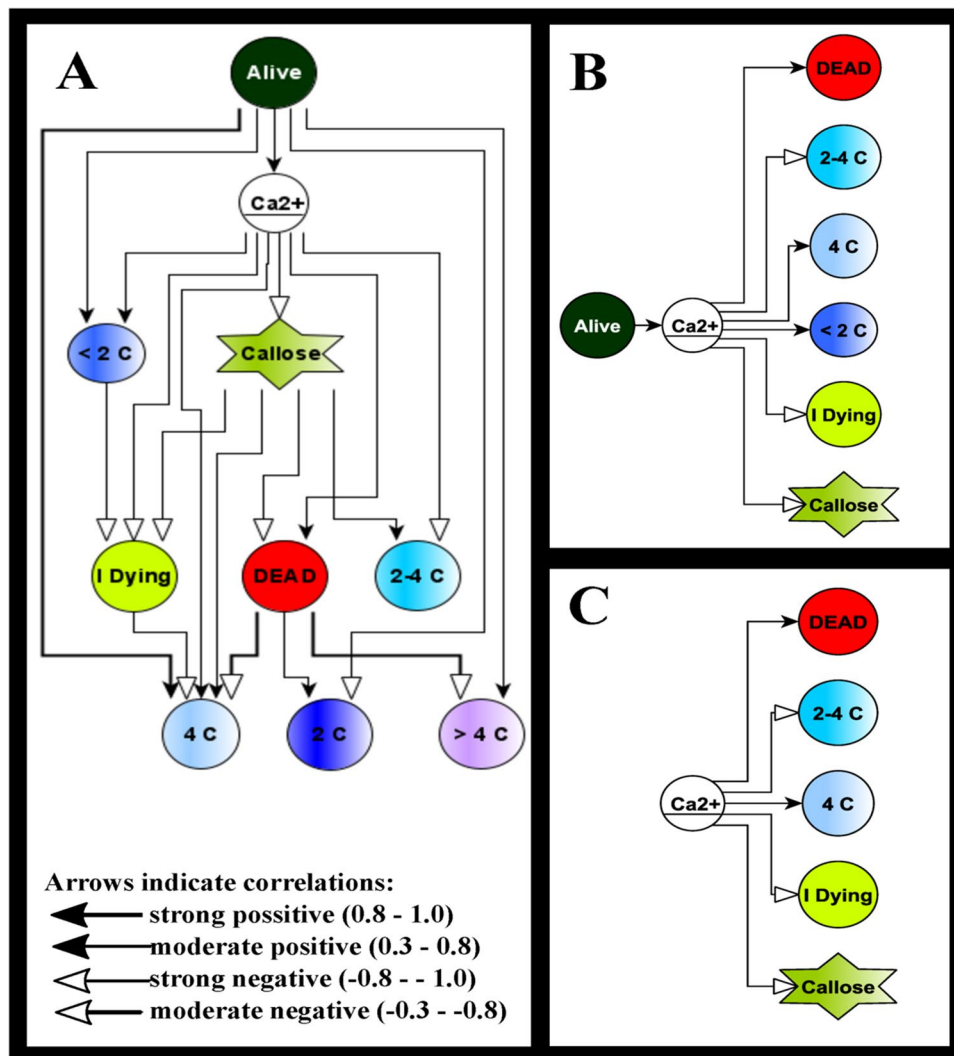 A
Alive
Ca2+
< 2 C
Callose
I Dying
DEAD
2-4 C
4 C
2 C
> 4 C
Arrows indicate correlations:
strong possitive (0.8 - 1.0)
moderate positive (0.3 - 0.8)
strong negative (-0.8 - - 1.0)
moderate negative (-0.3 - -0.8)
B
DEAD
2-4 C
4 C
Alive
Ca2+
< 2 C
I Dying
Callose
C
DEAD
2-4 C
Ca2+
4 C
I Dying
Callose